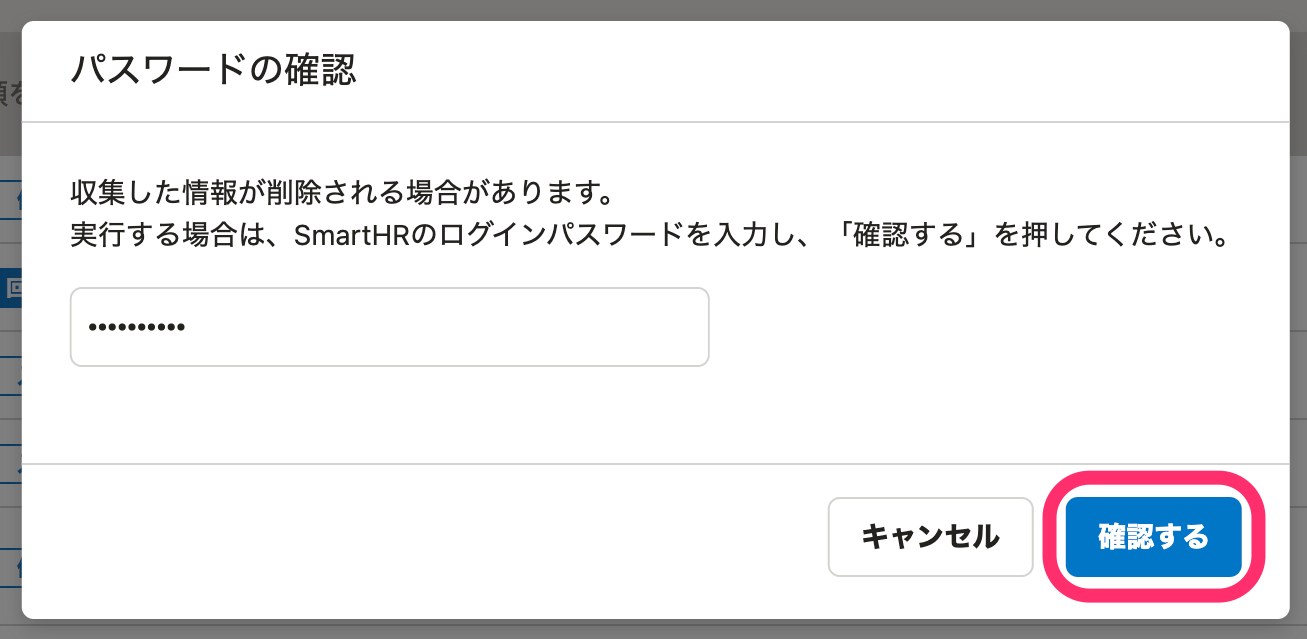 パスワードの確認
収集した情報が削除される場合があります。
実行する場合は、SmartHRのログインパスワードを入力し、「確認する」を押してください。
••••••••••
キャンセル
確認する